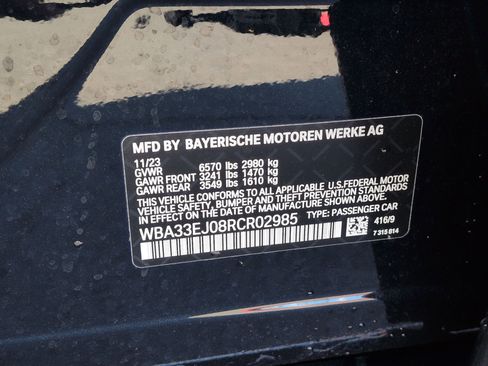 MFD BY BAYERISCHE MOTOREN WERKE AG
11/23
GVWR 6570 lbs 2980 kg
GAWR FRONT 3241 lbs 1470 kg
GAWR REAR 3549 lbs 1610 kg
THIS VEHICLE CONFORMS TO ALL APPLICABLE U.S.FEDERAL MOTOR
VEHICLE SAFETY, BUMPER, AND THEFT PREVENTION STANDARDS
IN EFFECT ON THE DATE OF MANUFACTURE SHOWN ABOVE.
WBA33EJ08RCR02985 TYPE: PASSENGER CAR
416/9
7 315 814